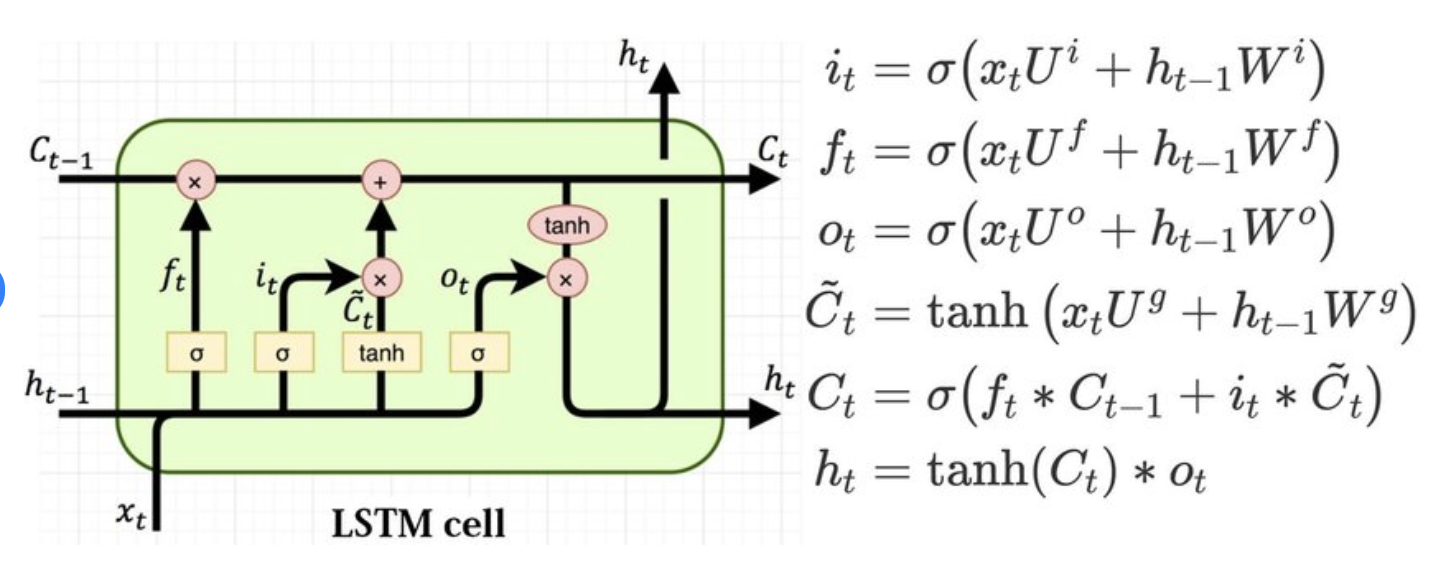 h_t
C_{t-1}
× + C_t
tanh
f_t i_t × o_t ×
C̃_t
σ σ tanh σ
h_{t-1} h_t
x_t
LSTM cell
i_t = σ(x_t U^i + h_{t-1} W^i)
f_t = σ(x_t U^f + h_{t-1} W^f)
o_t = σ(x_t U^o + h_{t-1} W^o)
C̃_t = tanh (x_t U^g + h_{t-1} W^g)
C_t = σ(f_t * C_{t-1} + i_t * C̃_t)
h_t = tanh(C_t) * o_t